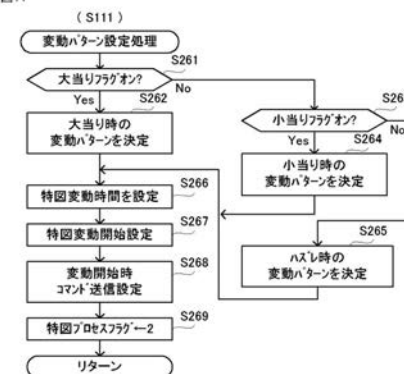 ( S111 )
変動パターン設定処理
S261
大当りフラグオン?
No
Yes
S262
大当り時の
変動パターンを決定
小当りフラグオン?
No
Yes
S264
小当り時の
変動パターンを決定
S266
特図変動時間を設定
S267
特図変動開始設定
S265
ハズレ時の
変動パターンを決定
S268
変動開始時
コマンド送信設定
S269
特図プロセスフラグ←2
リターン